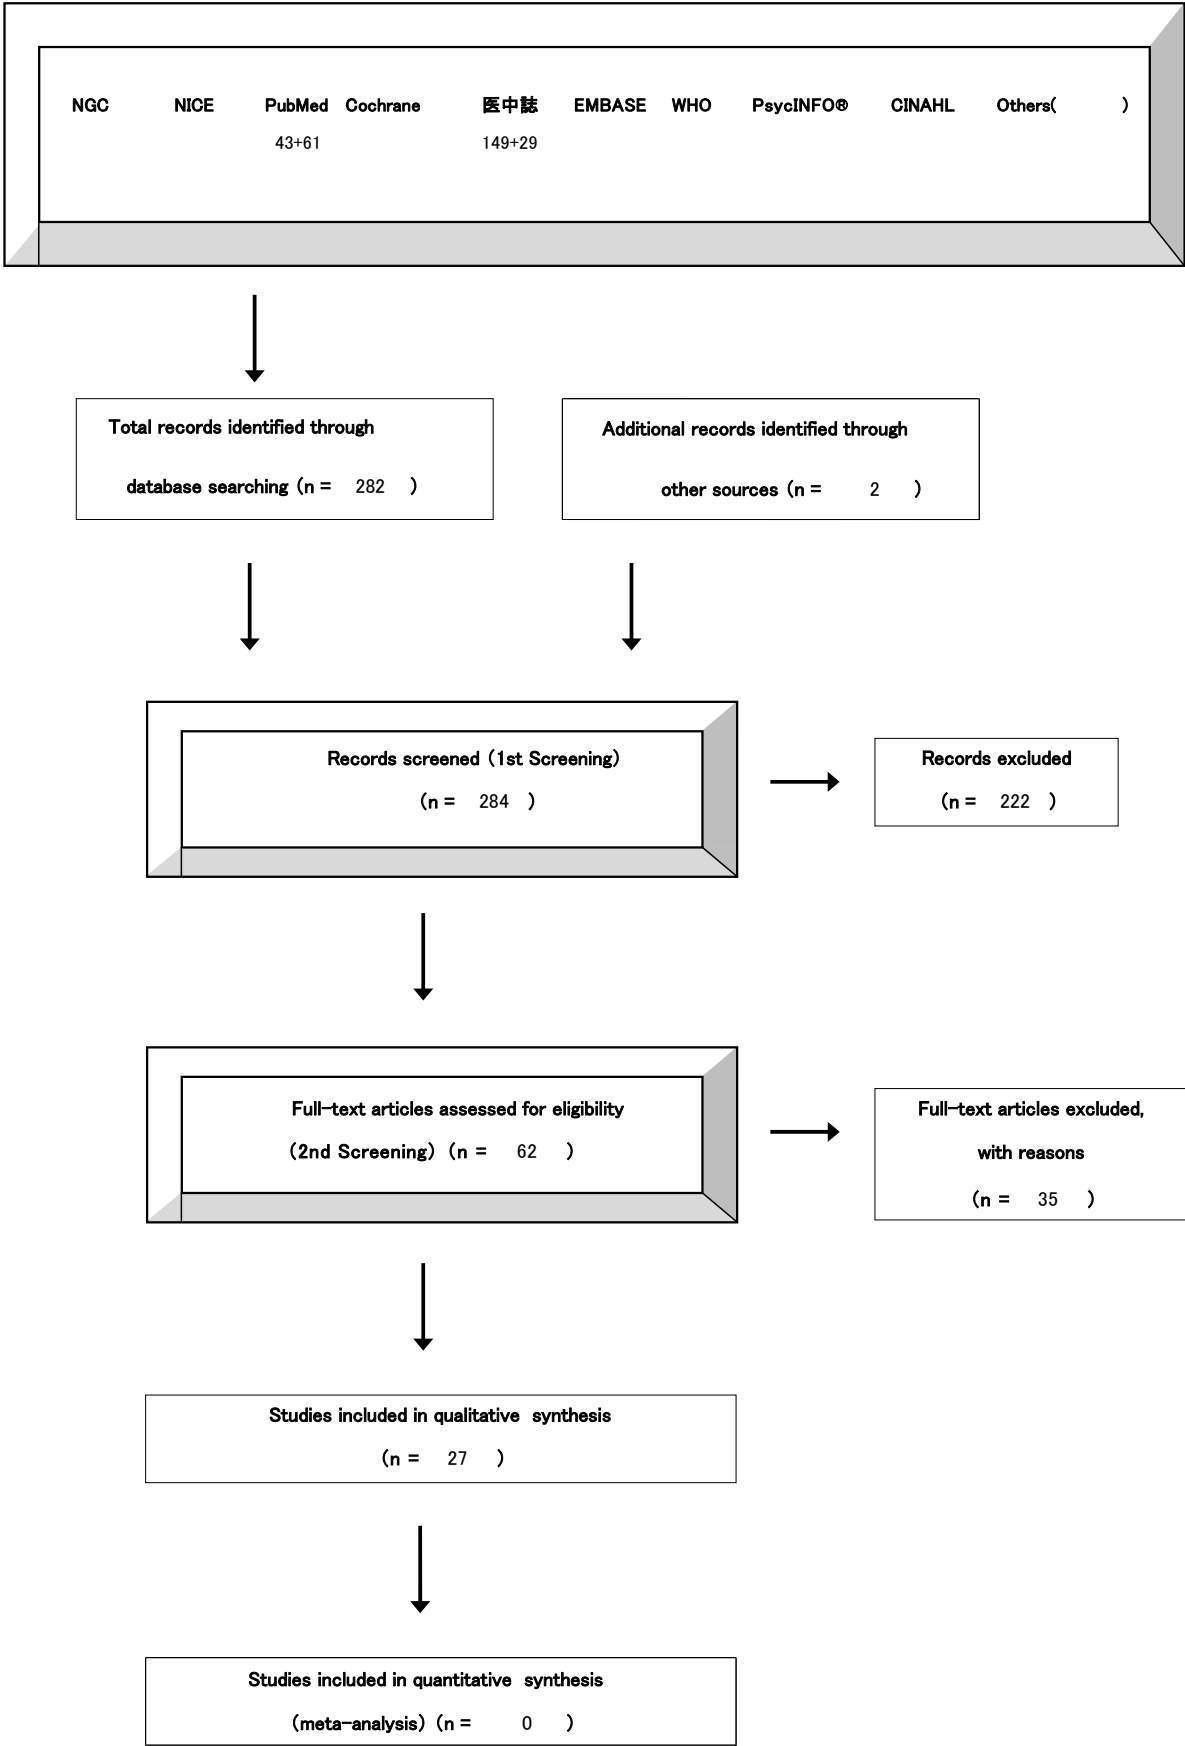 NGC NICE PubMed Cochrane 医中誌 EMBASE WHO PsycINFO® CINAHL Others( )
43+61 149+29
Total records identified through
database searching (n = 282 )
Additional records identified through
other sources (n = 2 )
Records screened (1st Screening)
(n = 284 )
Records excluded
(n = 222 )
Full-text articles assessed for eligibility
(2nd Screening) (n = 62 )
Full-text articles excluded,
with reasons
(n = 35 )
Studies included in qualitative synthesis
(n = 27 )
Studies included in quantitative synthesis
(meta-analysis) (n = 0 )